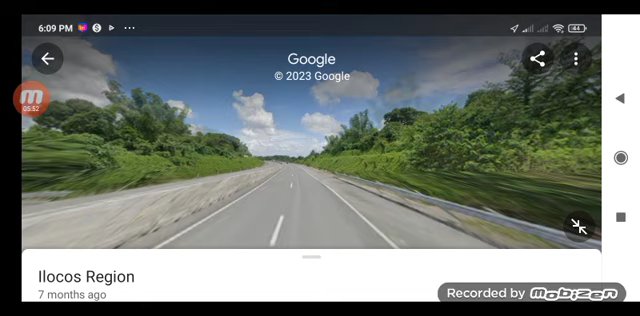 6:09 PM
44
Google
© 2023 Google
05:52
Ilocos Region
7 months ago
Recorded by Mobizen